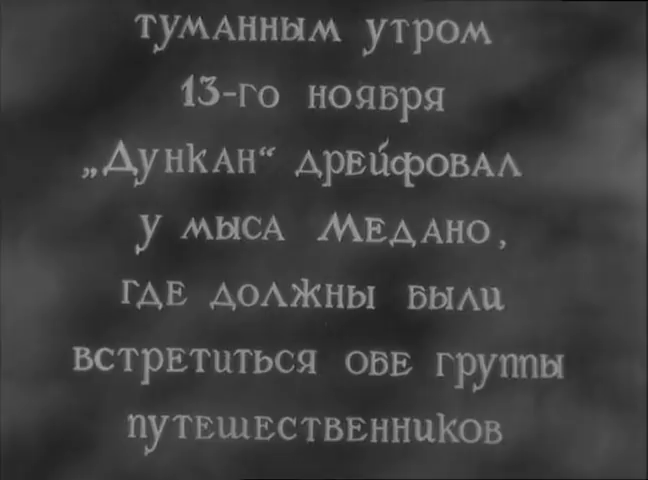 туманным утром
13-го ноября
„Дункан“ дрейфовал
у мыса Медано,
где должны были
встретиться обе группы
путешественников